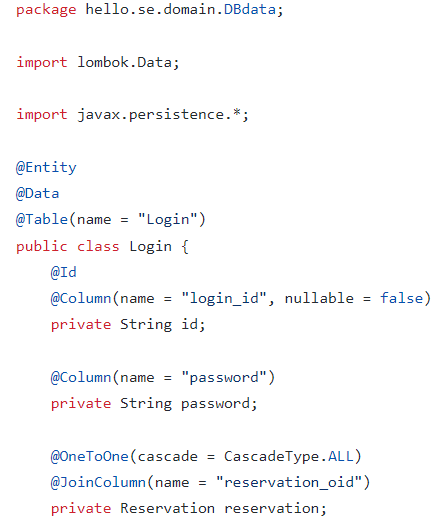 package hello.se.domain.DBdata;
import lombok.Data;
import javax.persistence.*;
@Entity
@Data
@Table(name = "Login")
public class Login {
@Id
@Column(name = "login_id", nullable = false)
private String id;
@Column(name = "password")
private String password;
@OneToOne(cascade = CascadeType.ALL)
@JoinColumn(name = "reservation_oid")
private Reservation reservation;